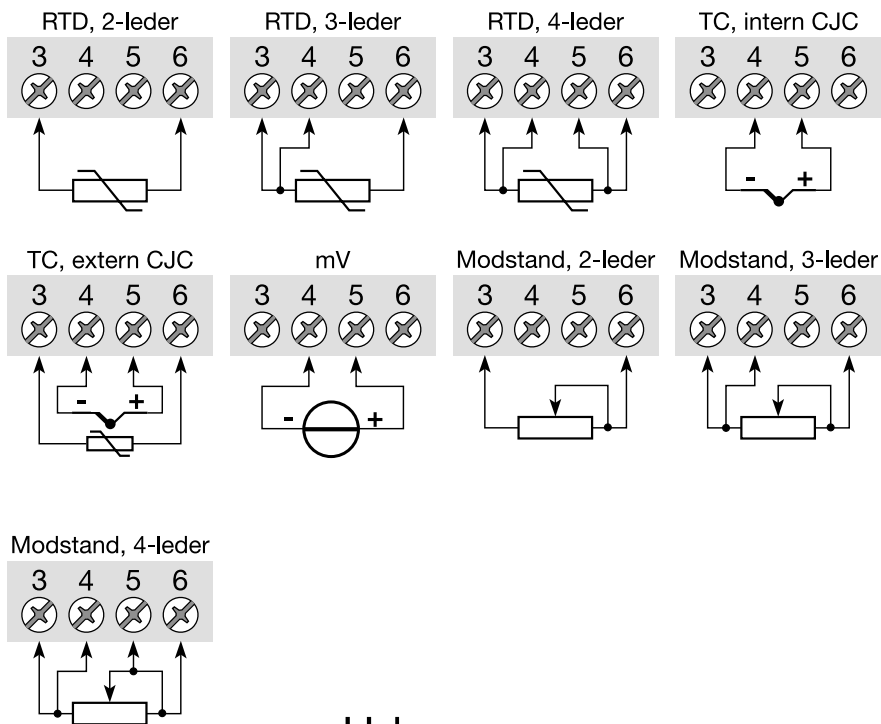 RTD, 2-leder
3 4 5 6
RTD, 3-leder
3 4 5 6
RTD, 4-leder
3 4 5 6
TC, intern CJC
3 4 5 6
- +
TC, extern CJC
3 4 5 6
- +
mV
3 4 5 6
- +
Modstand, 2-leder
3 4 5 6
Modstand, 3-leder
3 4 5 6
Modstand, 4-leder
3 4 5 6